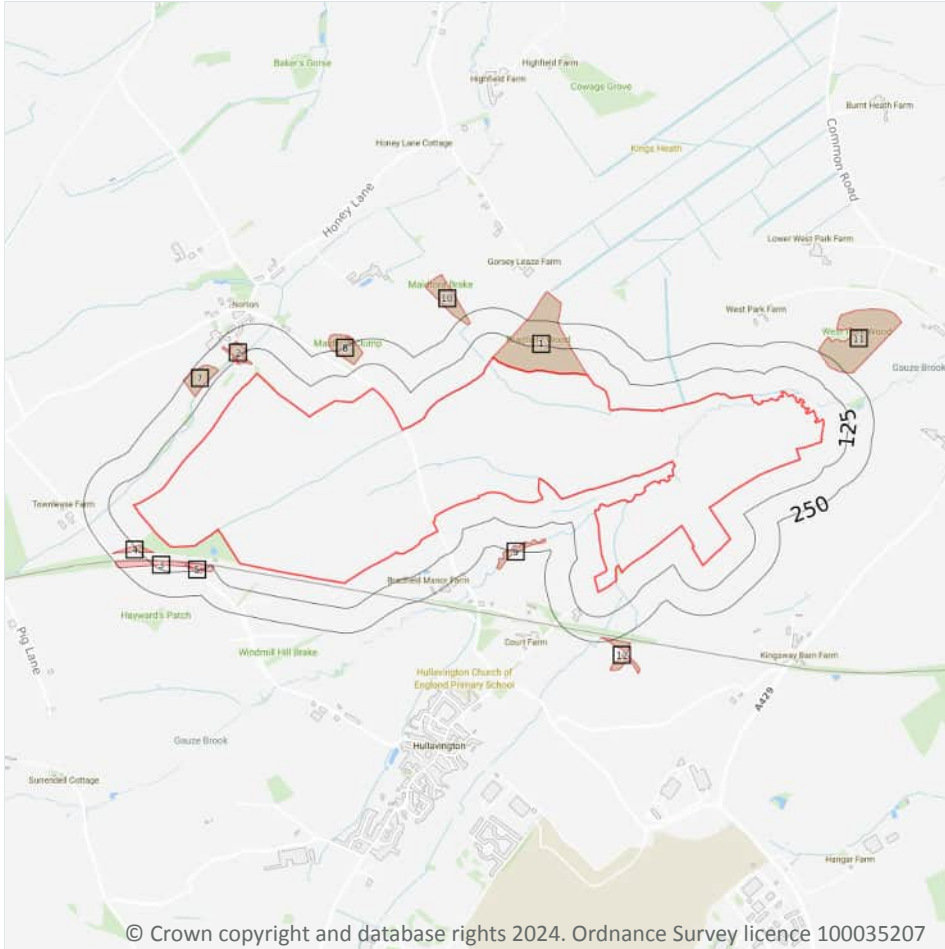 Highfield Farm
Baker's Gorse
Highfield Farm
Cowage Grove
Burnt Heath Farm
Common Road
Honey Lane Cottage
Kings Heath
Honey Lane
Lower West Park Farm
Gorsey Leaze Farm
Maidford Brake
10
Norton
West Park Farm
1
11
8
2
7
Gauze Brook
125
Townleyse Farm
250
4
3
5
9
Bradfield Manor Farm
Hayward's Patch
Pig Lane
Court Farm
Windmill Hill Brake
12
Kingsway Barn Farm
Hullavington Church of
England Primary School
A429
Gauze Brook
Hullavington
Surrendell Cottage
Hangar Farm
© Crown copyright and database rights 2024. Ordnance Survey licence 100035207